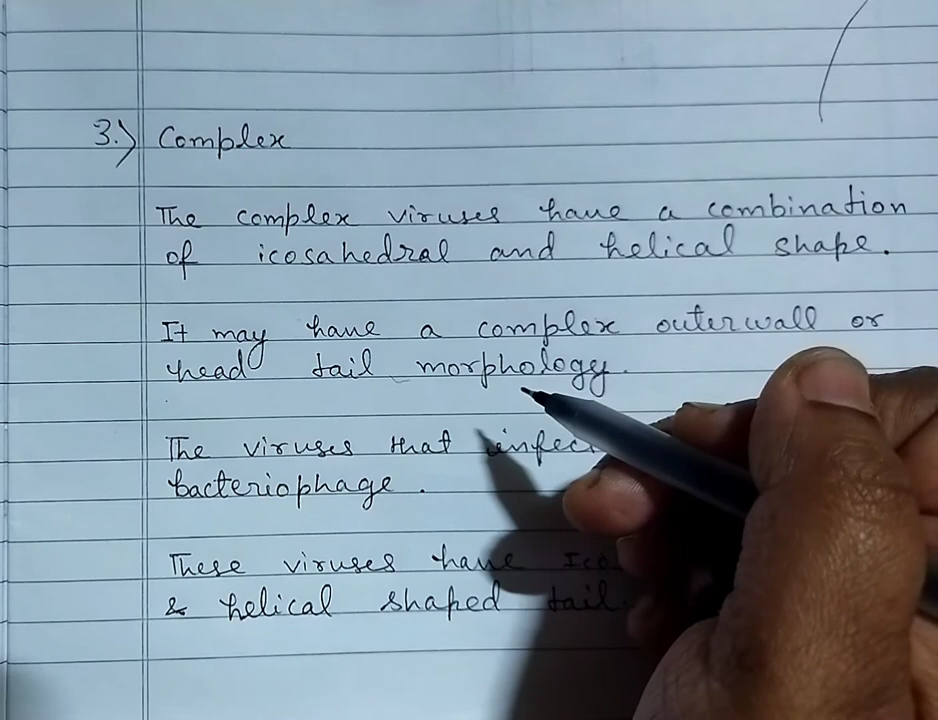 3.) Complex
The complex viruses have a combination
of icosahedral and helical shape.
It may have a complex outerwall or
head tail morphology.
The viruses that
bacteriophage.
These viruses have
& helical shaped tail.